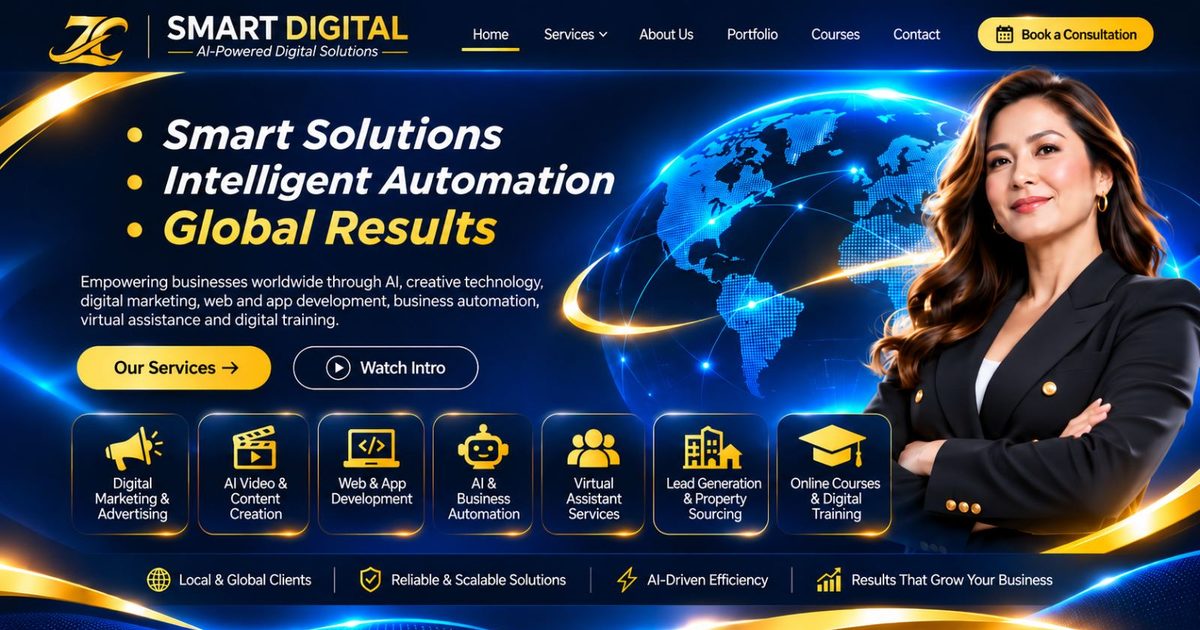 SMART DIGITAL
AI-Powered Digital Solutions
Home
Services
About Us
Portfolio
Courses
Contact
Book a Consultation
• Smart Solutions
• Intelligent Automation
• Global Results
Empowering businesses worldwide through AI, creative technology,
digital marketing, web and app development, business automation,
virtual assistance and digital training.
Our Services →
Watch Intro
Digital
Marketing &
Advertising
AI Video &
Content
Creation
Web & App
Development
AI &
Business
Automation
Virtual
Assistant
Services
Lead Generation
& Property
Sourcing
Online Courses
& Digital
Training
Local & Global Clients
Reliable & Scalable Solutions
AI-Driven Efficiency
Results That Grow Your Business